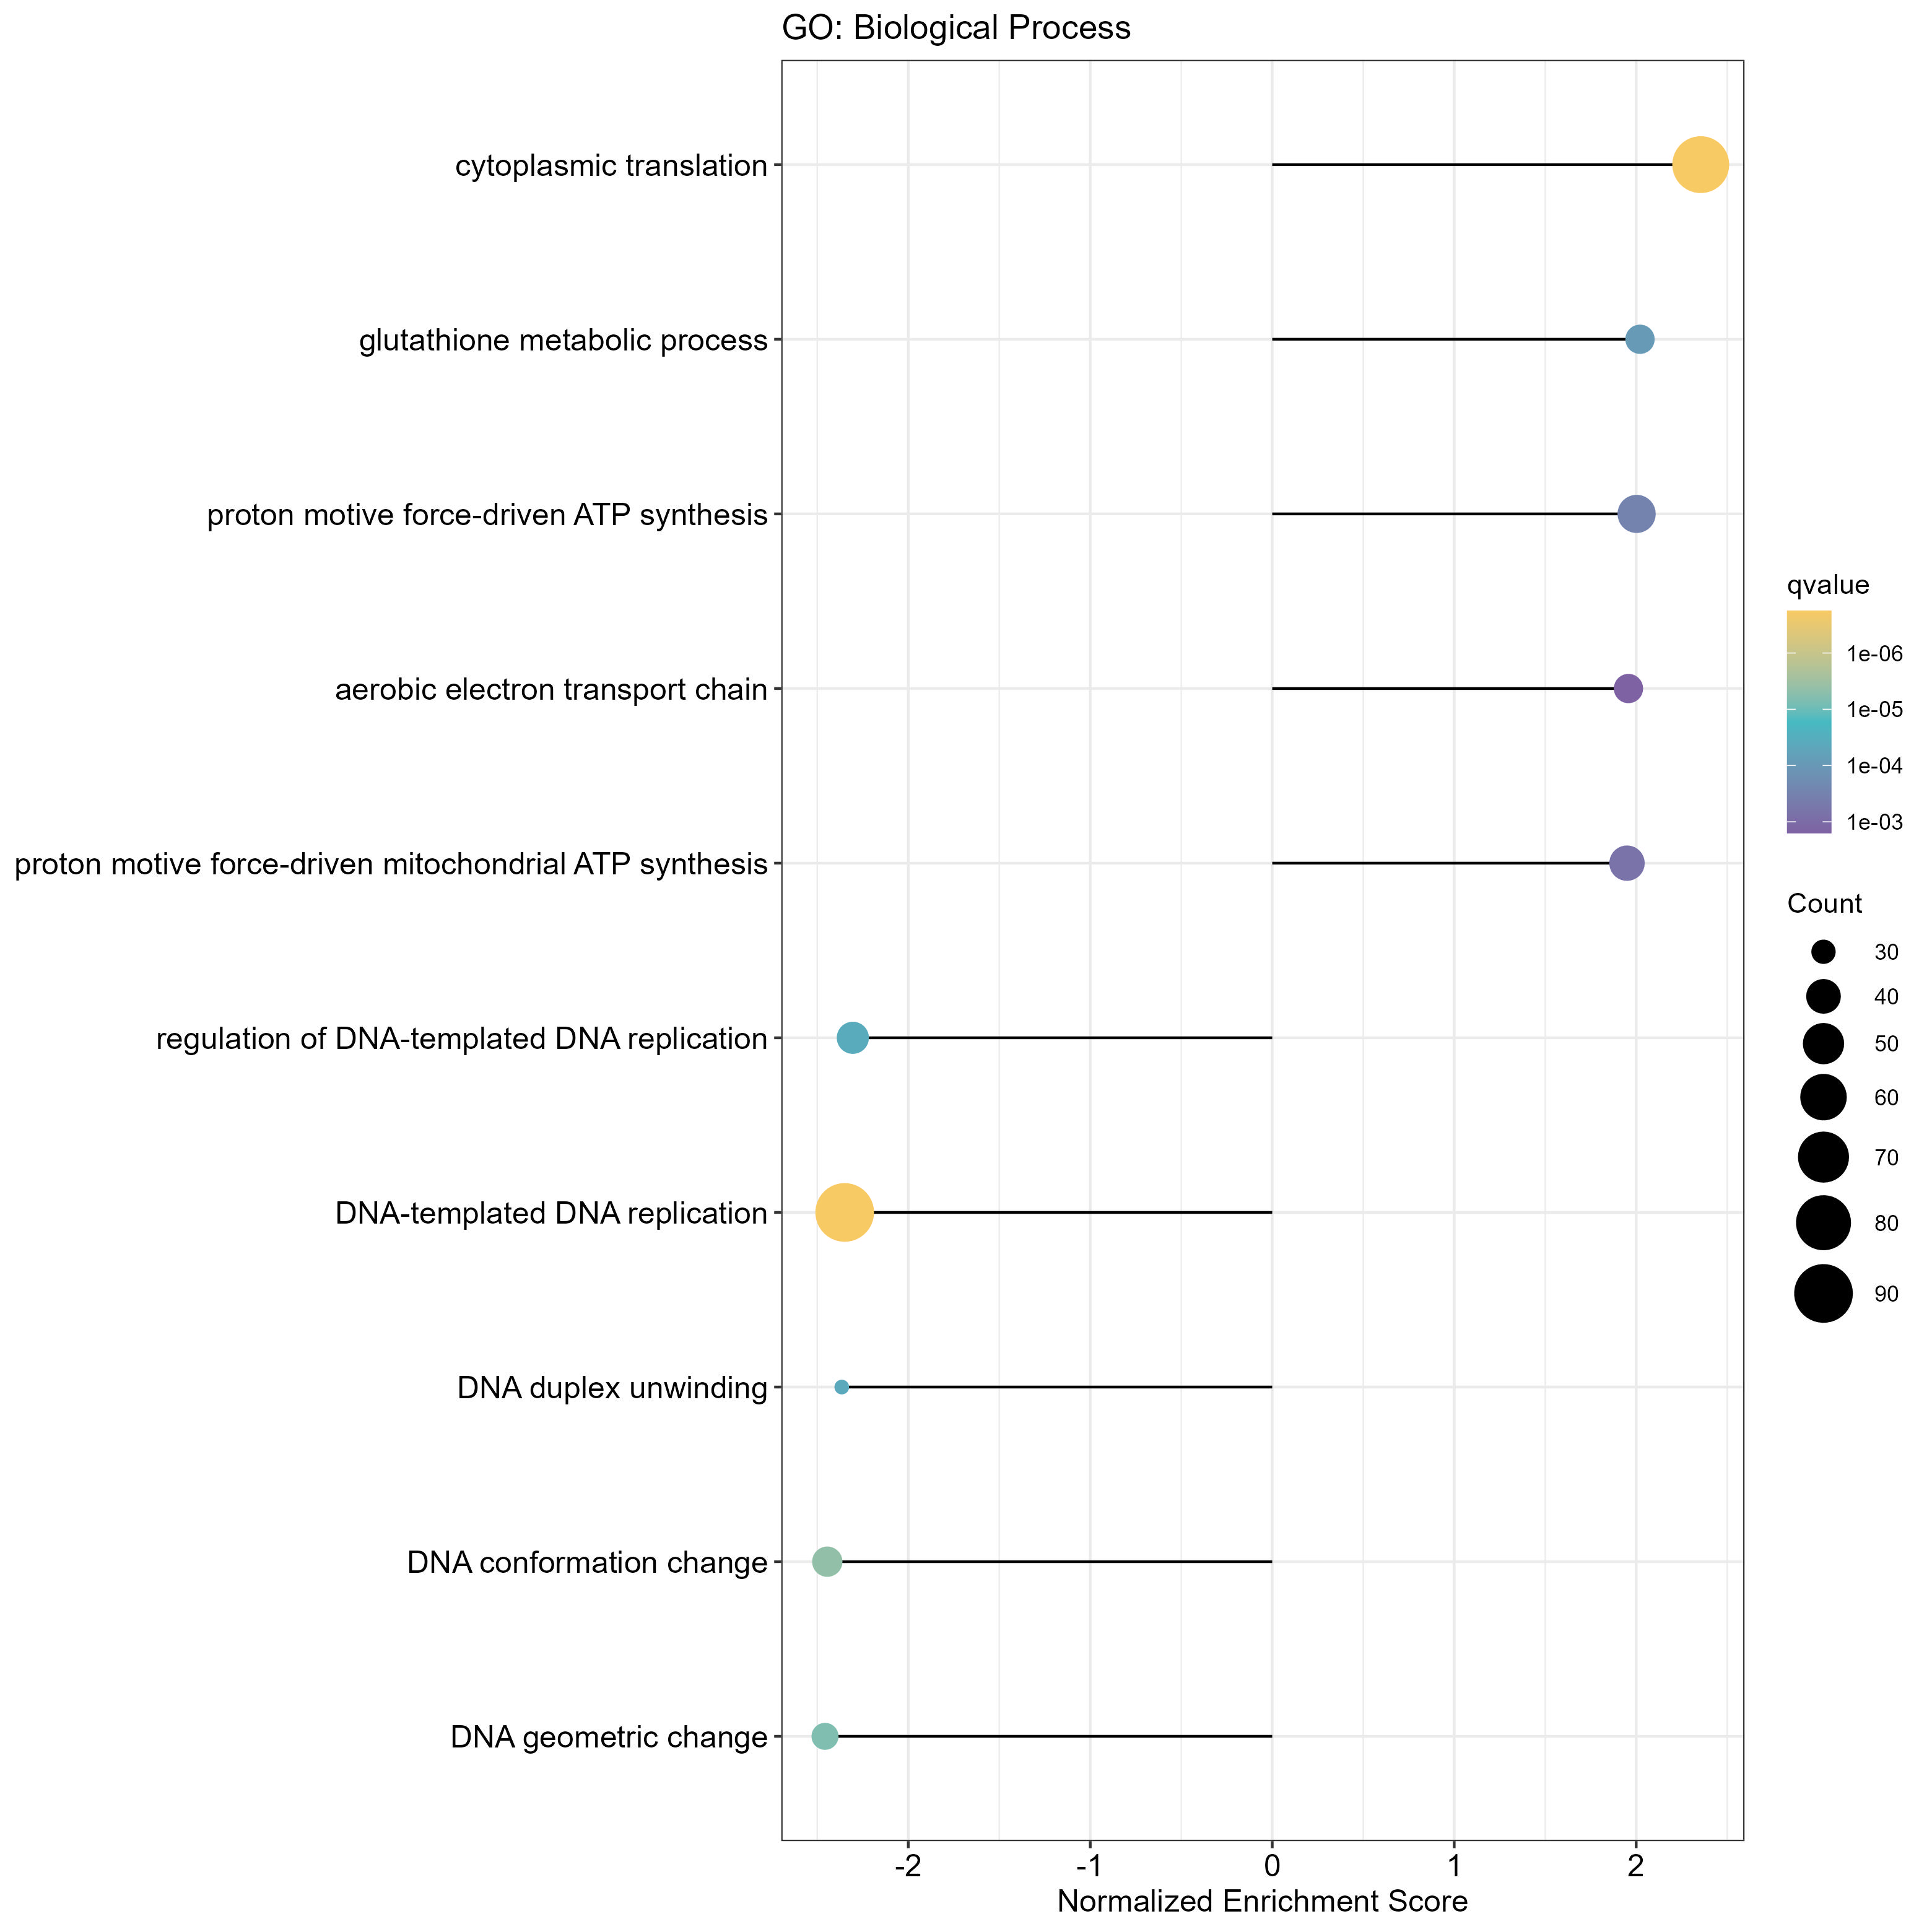 GO: Biological Process
cytoplasmic translation
glutathione metabolic process
proton motive force-driven ATP synthesis
aerobic electron transport chain
proton motive force-driven mitochondrial ATP synthesis
regulation of DNA-templated DNA replication
DNA-templated DNA replication
DNA duplex unwinding
DNA conformation change
DNA geometric change
-2 -1 0 1 2
Normalized Enrichment Score
qvalue
1e-06
1e-05
1e-04
1e-03
Count
30
40
50
60
70
80
90